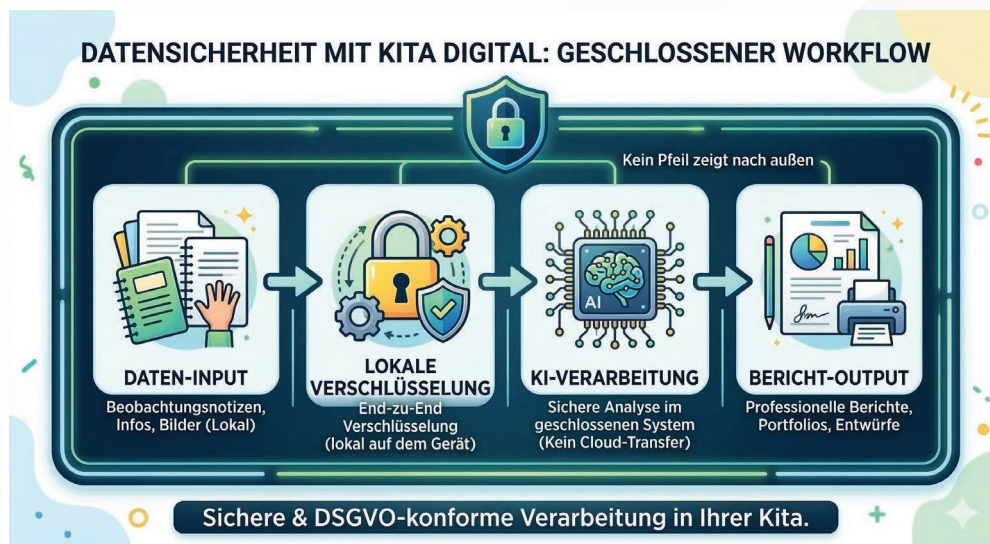 DATENSICHERHEIT MIT KITA DIGITAL: GESCHLOSSENER WORKFLOW
Kein Pfeil zeigt nach außen
DATEN-INPUT
Beobachtungsnotizen,
Infos, Bilder (Lokal)
LOKALE
VERSCHLÜSSELUNG
End-zu-End
Verschlüsselung
(lokal auf dem Gerät)
AI
KI-VERARBEITUNG
Sichere Analyse im
geschlossenen System
(Kein Cloud-Transfer)
BERICHT-OUTPUT
Professionelle Berichte,
Portfolios, Entwürfe
Sichere & DSGVO-konforme Verarbeitung in Ihrer Kita.